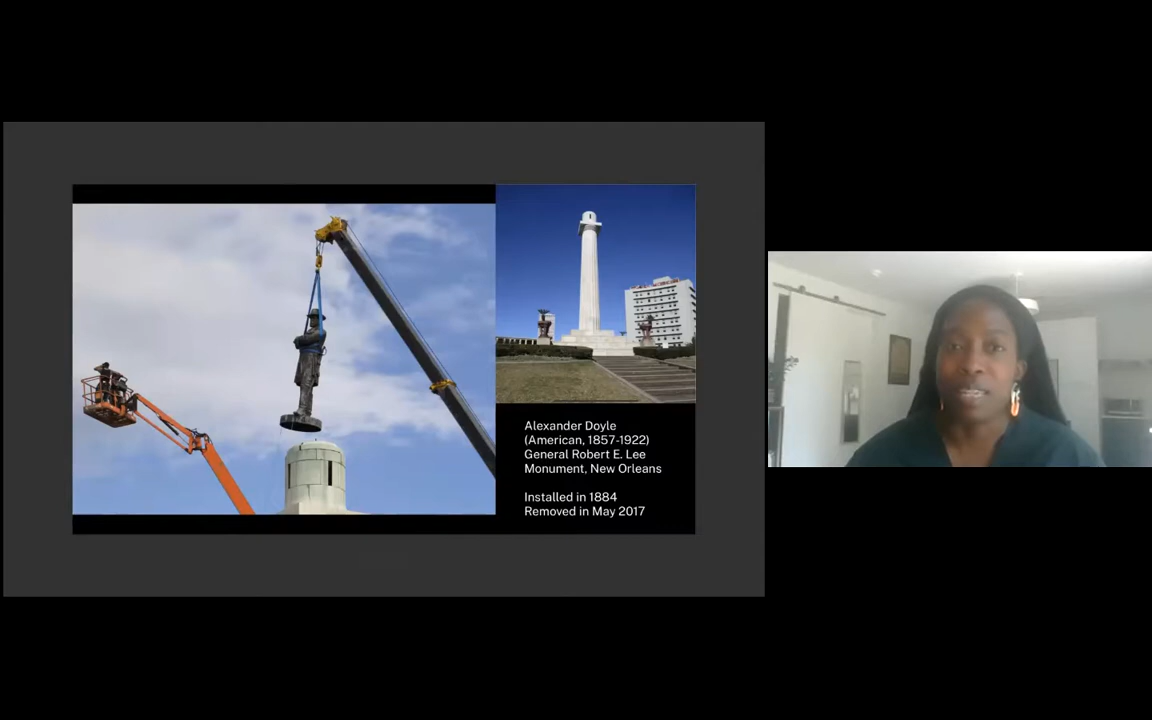 Alexander Doyle
(American, 1857-1922)
General Robert E. Lee
Monument, New Orleans
Installed in 1884
Removed in May 2017